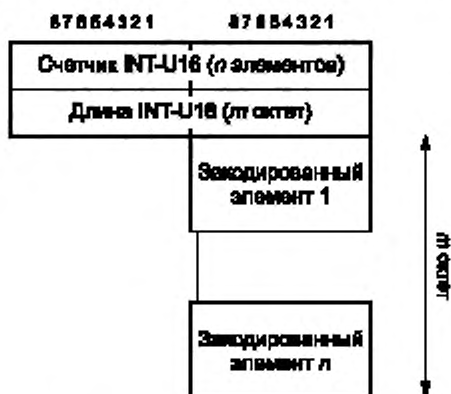 87654321 87654321
Счетчик INT-U16 (n элементов)
Длина INT-U16 (m октет)
Закодированный
элемент 1
m октет
Закодированный
элемент n